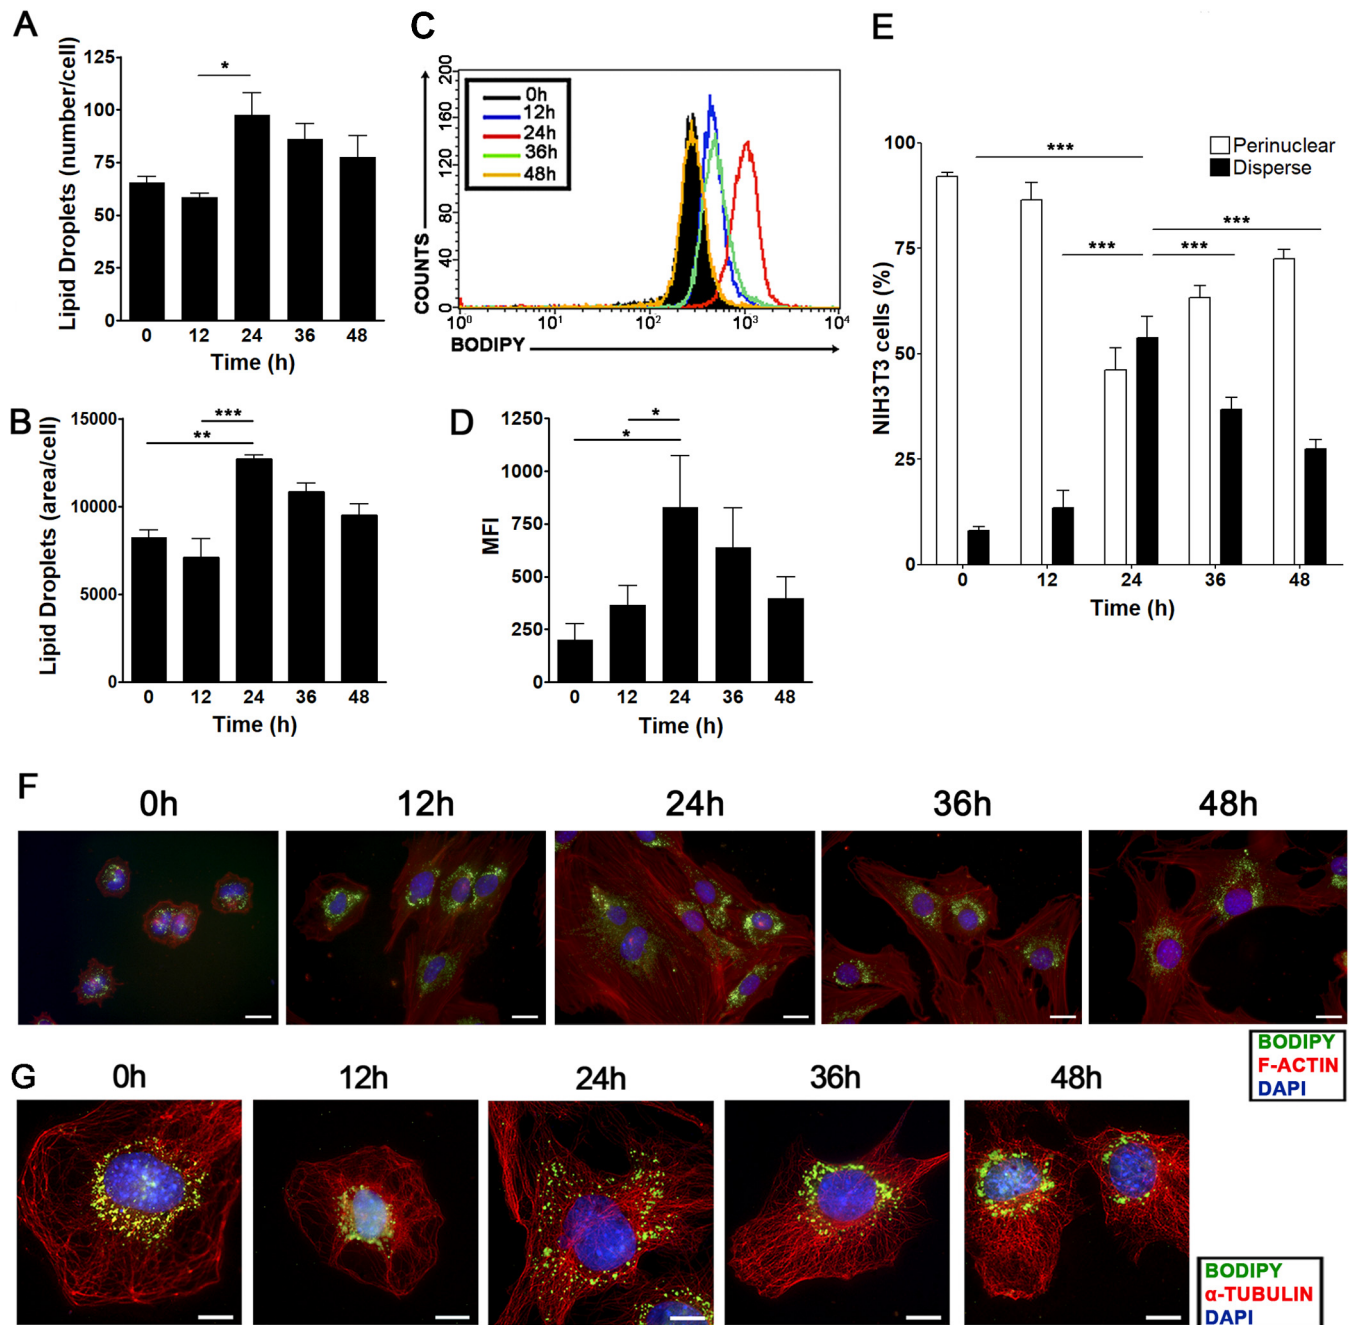 A
Lipid Droplets (number/cell)
125
100
75
50
25
0
*
0 12 24 36 48
Time (h)
B
Lipid Droplets (area/cell)
15000
10000
5000
0
***
**
0 12 24 36 48
Time (h)
C
COUNTS
200
160
120
80
40
0
0h
12h
24h
36h
48h
10⁰ 10¹ 10² 10³ 10⁴
BODIPY
D
MFI
1250
1000
750
500
250
0
*
*
0 12 24 36 48
Time (h)
E
NIH3T3 cells (%)
100
75
50
25
0
Perinuclear
Disperse
***
***
*** ***
0 12 24 36 48
Time (h)
F
0h 12h 24h 36h 48h
BODIPY
F-ACTIN
DAPI
G
0h 12h 24h 36h 48h
BODIPY
α-TUBULIN
DAPI